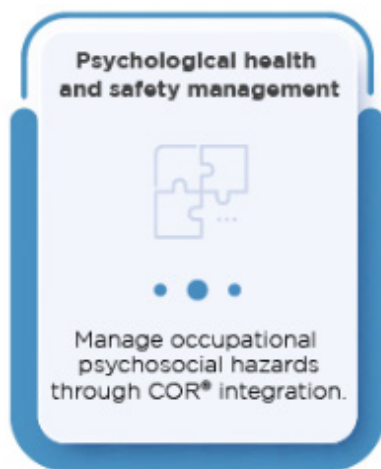 Psychological health
and safety management
Manage occupational
psychosocial hazards
through COR® integration.